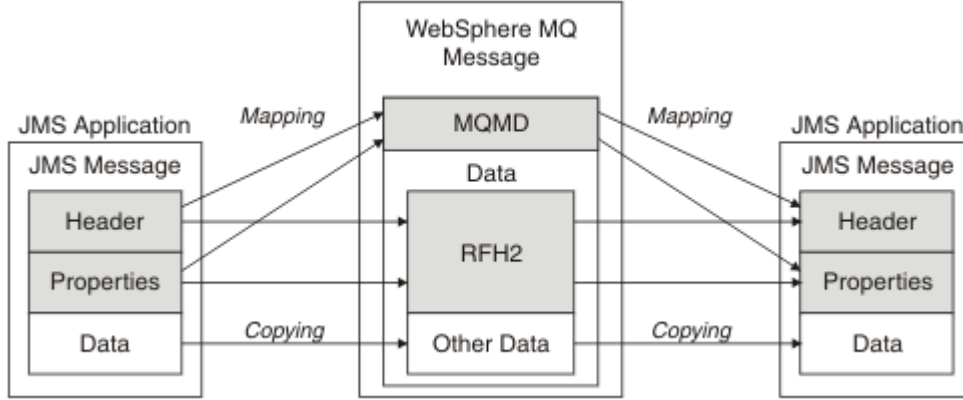 WebSphere MQ
Message
JMS Application
Mapping
MQMD
Mapping
JMS Application
JMS Message
Data
JMS Message
Header
RFH2
Header
Properties
Properties
Data
Copying
Other Data
Copying
Data